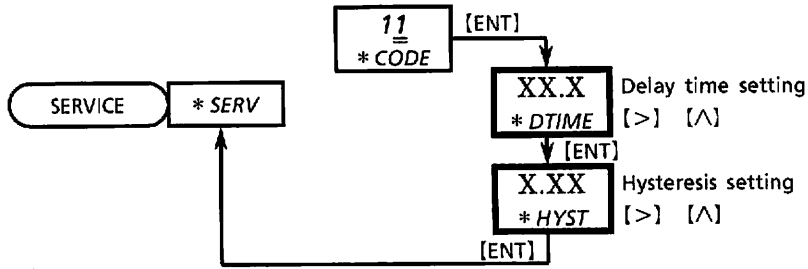 11 [ENT]
* CODE
XX.X Delay time setting
SERVICE * SERV * DTIME [>] [∧]
[ENT]
X.XX Hysteresis setting
* HYST [>] [∧]
[ENT]